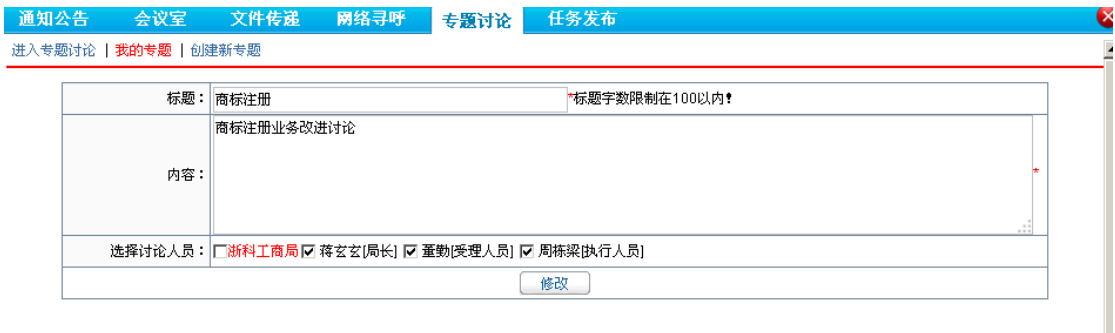 通知公告 会议室 文件传递 网络寻呼 专题讨论 任务发布
进入专题讨论 | 我的专题 | 创建新专题
标题： 商标注册 *标题字数限制在100以内!
商标注册业务改进讨论
内容： *
选择讨论人员： 浙科工商局 蒋玄玄[局长] 董勤[受理人员] 周栋梁[执行人员]
修改